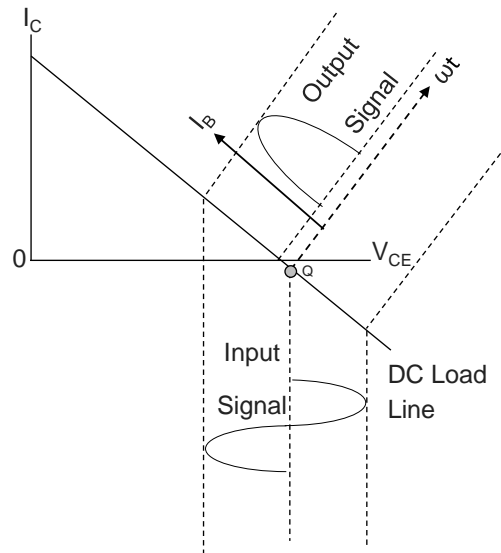 I_C
Output
Signal
ωt
I_B
0
V_CE
Q
Input
Signal
DC Load
Line